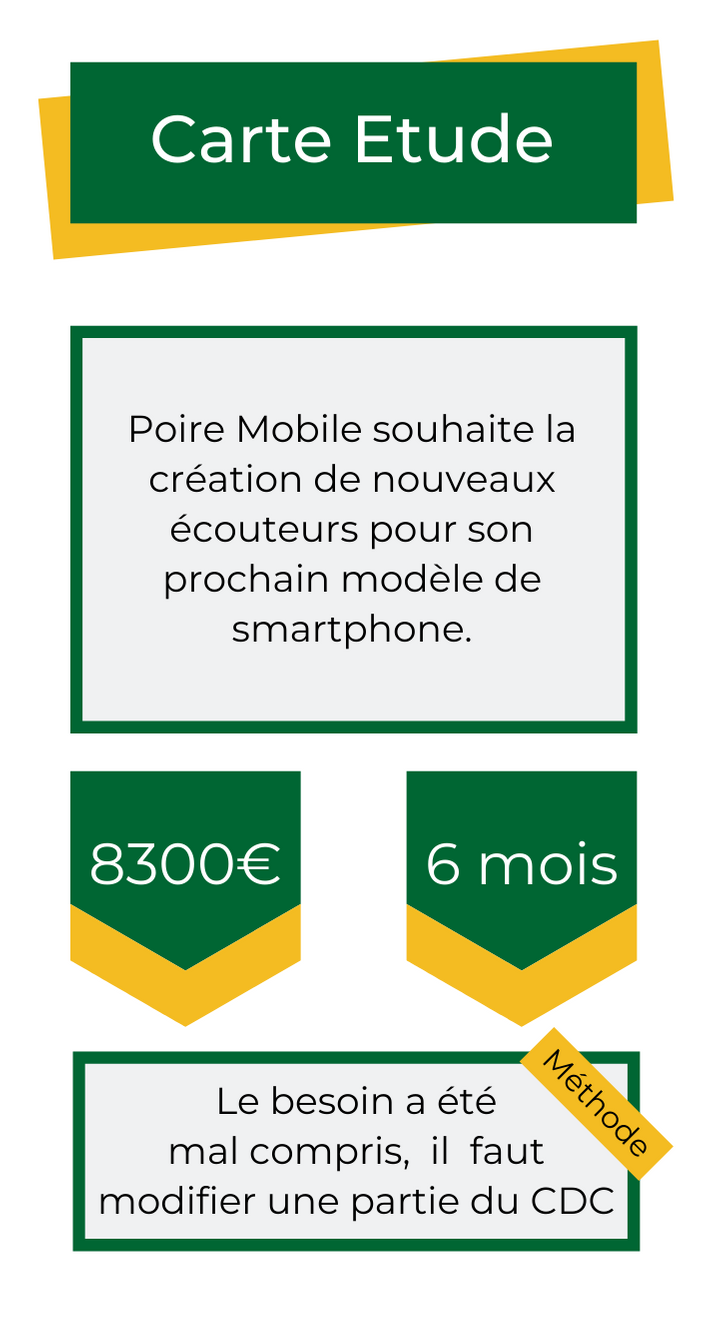 Carte Etude
Poire Mobile souhaite la
création de nouveaux
écouteurs pour son
prochain modèle de
smartphone.
8300€
6 mois
Méthode
Le besoin a été
mal compris, il faut
modifier une partie du CDC